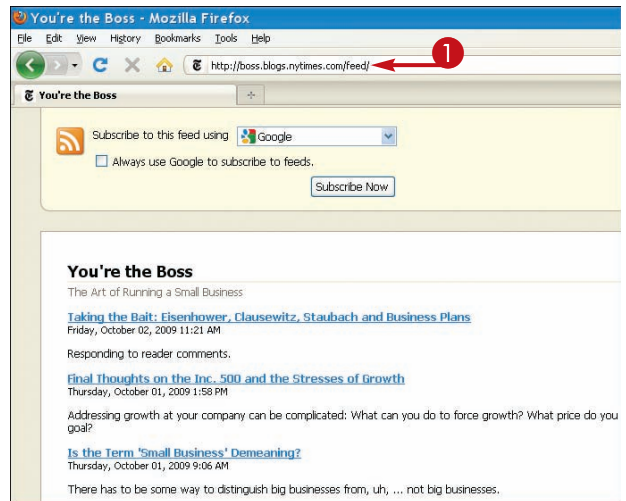 You're the Boss - Mozilla Firefox
File Edit View History Bookmarks Tools Help
http://boss.blogs.nytimes.com/feed/
1
You're the Boss
Subscribe to this feed using Google
Always use Google to subscribe to feeds.
Subscribe Now
You're the Boss
The Art of Running a Small Business
Taking the Bait: Eisenhower, Clausewitz, Staubach and Business Plans
Friday, October 02, 2009 11:21 AM
Responding to reader comments.
Final Thoughts on the Inc. 500 and the Stresses of Growth
Thursday, October 01, 2009 1:58 PM
Addressing growth at your company can be complicated: What can you do to force growth? What price do you
goal?
Is the Term 'Small Business' Demeaning?
Thursday, October 01, 2009 9:06 AM
There has to be some way to distinguish big businesses from, uh, ... not big businesses.